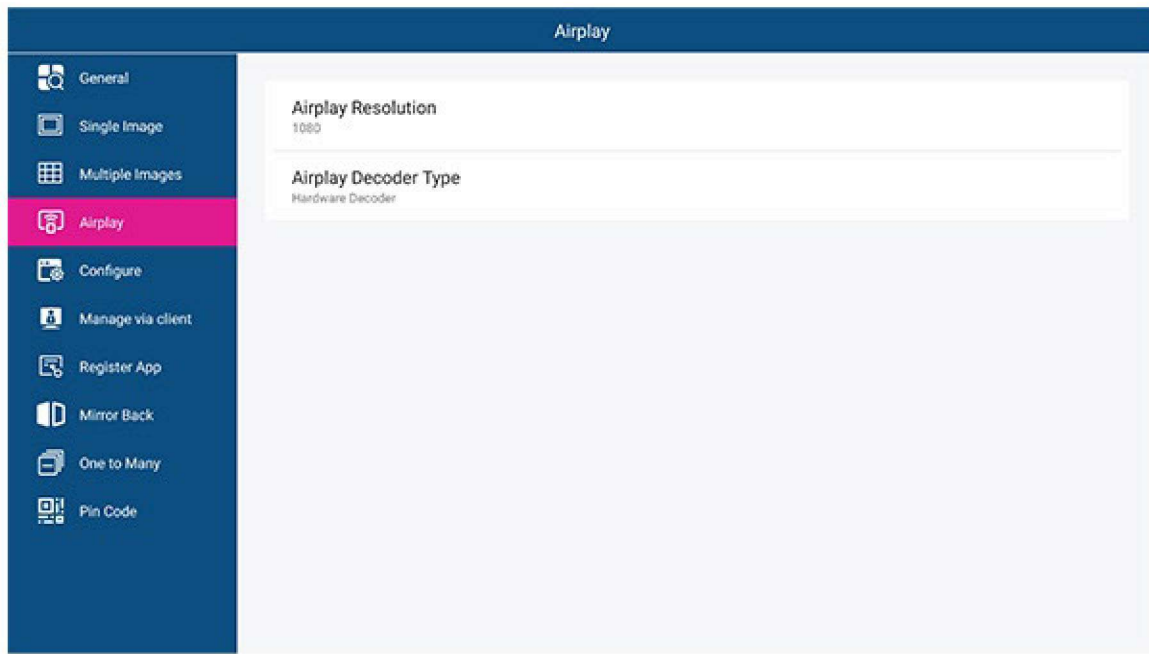 Airplay
General
Single Image
Multiple Images
Airplay
Configure
Manage via client
Register App
Mirror Back
One to Many
Pin Code
Airplay Resolution
1080
Airplay Decoder Type
Hardware Decoder